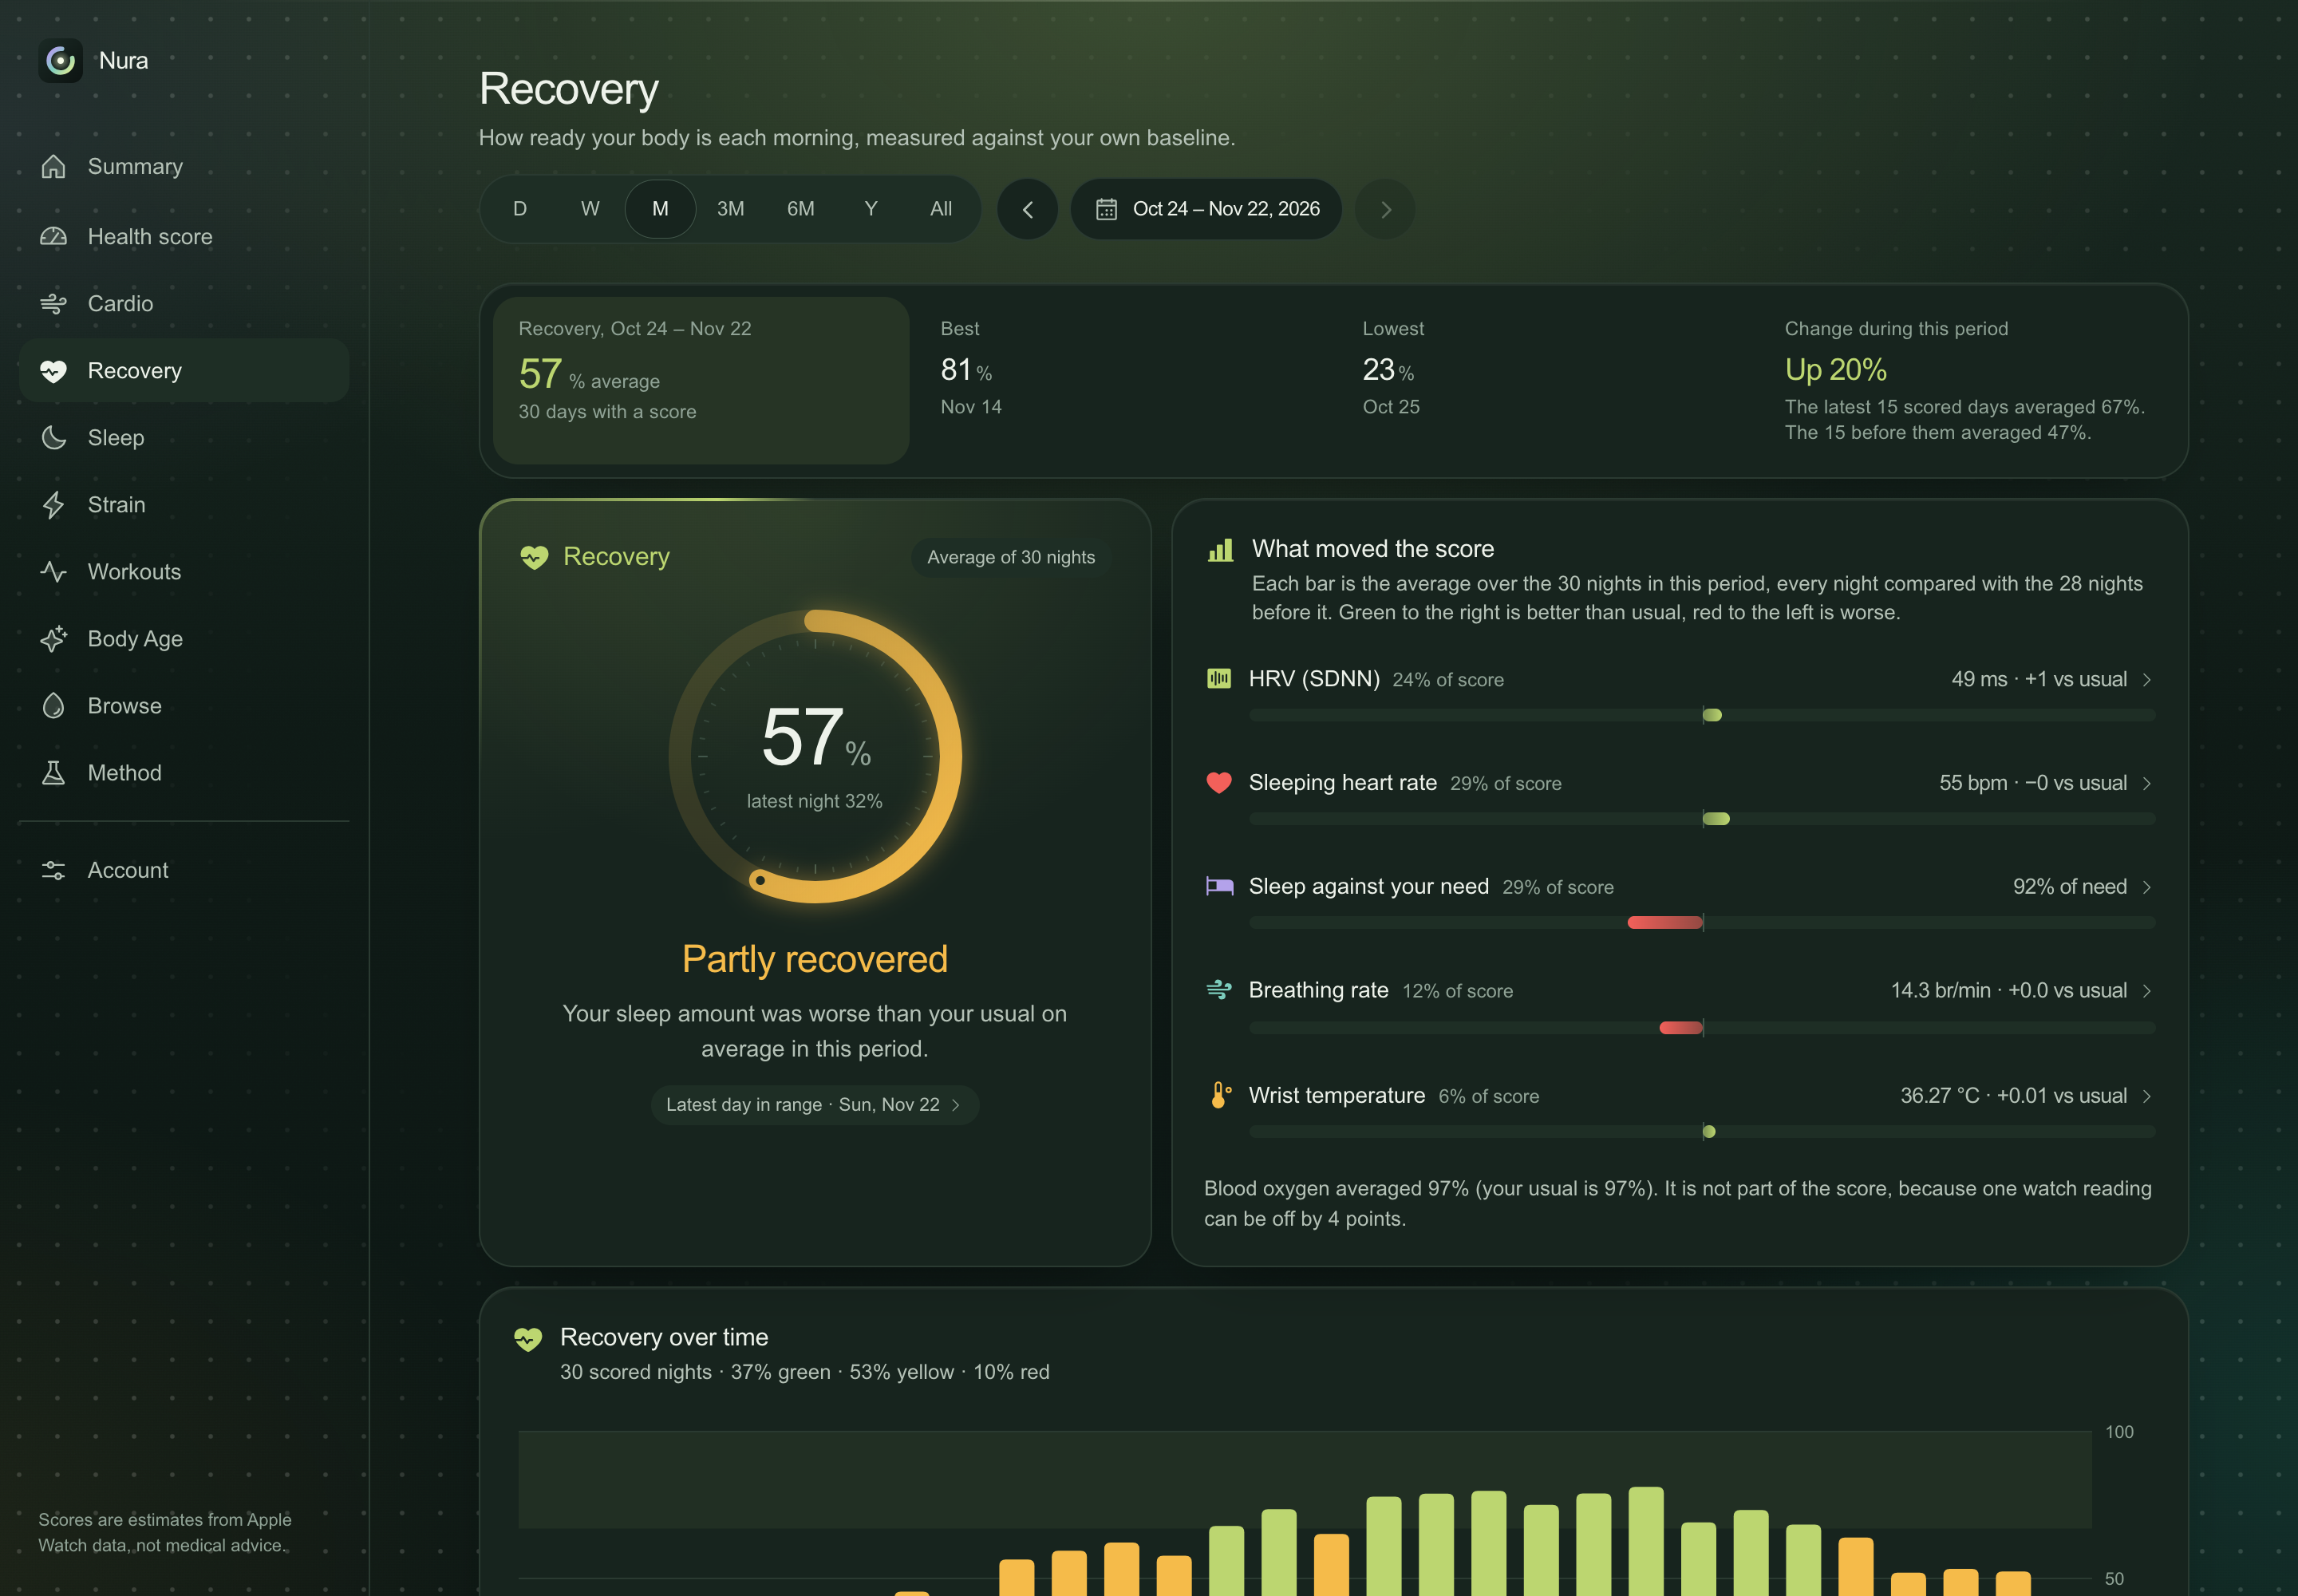 Nura
Summary
Health score
Cardio
Recovery
Sleep
Strain
Workouts
Body Age
Browse
Method
Account
Scores are estimates from Apple
Watch data, not medical advice.
Recovery
How ready your body is each morning, measured against your own baseline.
D W M 3M 6M Y All
Oct 24 – Nov 22, 2026
Recovery, Oct 24 – Nov 22
57 % average
30 days with a score
Best
81 %
Nov 14
Lowest
23 %
Oct 25
Change during this period
Up 20%
The latest 15 scored days averaged 67%.
The 15 before them averaged 47%.
Recovery
Average of 30 nights
57 %
latest night 32%
Partly recovered
Your sleep amount was worse than your usual on
average in this period.
Latest day in range · Sun, Nov 22
What moved the score
Each bar is the average over the 30 nights in this period, every night compared with the 28 nights
before it. Green to the right is better than usual, red to the left is worse.
HRV (SDNN) 24% of score 49 ms · +1 vs usual
Sleeping heart rate 29% of score 55 bpm · −0 vs usual
Sleep against your need 29% of score 92% of need
Breathing rate 12% of score 14.3 br/min · +0.0 vs usual
Wrist temperature 6% of score 36.27 °C · +0.01 vs usual
Blood oxygen averaged 97% (your usual is 97%). It is not part of the score, because one watch reading
can be off by 4 points.
Recovery over time
30 scored nights · 37% green · 53% yellow · 10% red
100
50